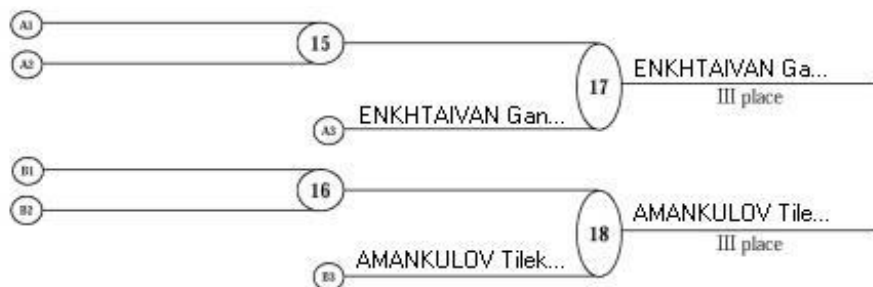 A1
15
A2
ENKHTAIVAN Ga...
17
III place
ENKHTAIVAN Gan...
A3
B1
16
B2
AMANKULOV Tile...
18
III place
AMANKULOV Tilek...
B3